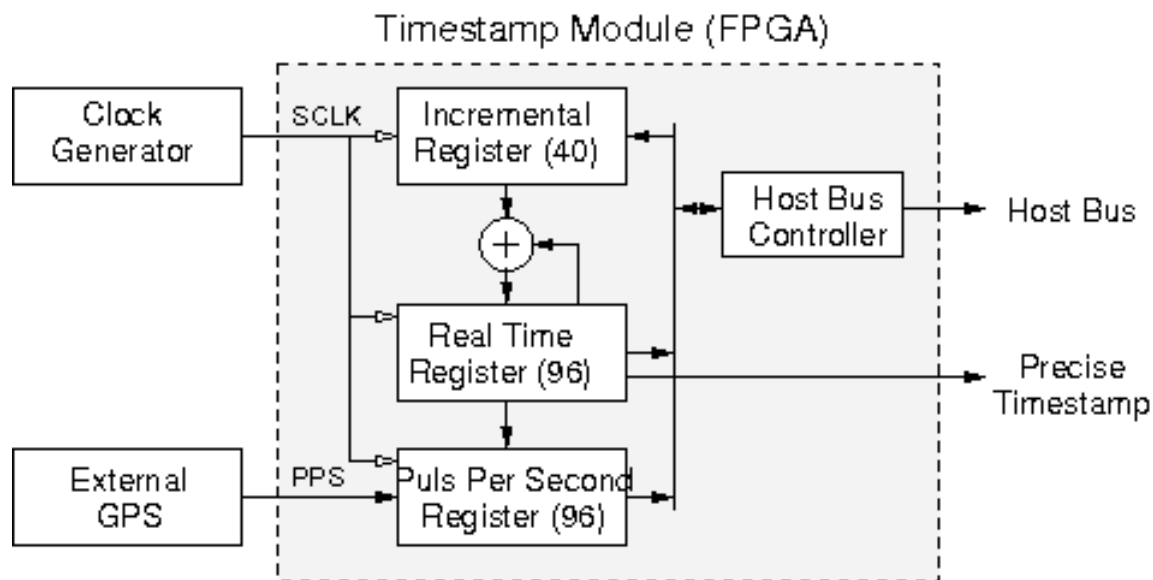 Timestamp Module (FPGA)
Clock
Generator
SCLK
Incremental
Register (40)
Host Bus
Controller
Host Bus
+
Real Time
Register (96)
Precise
Timestamp
External
GPS
PPS
Puls Per Second
Register (96)